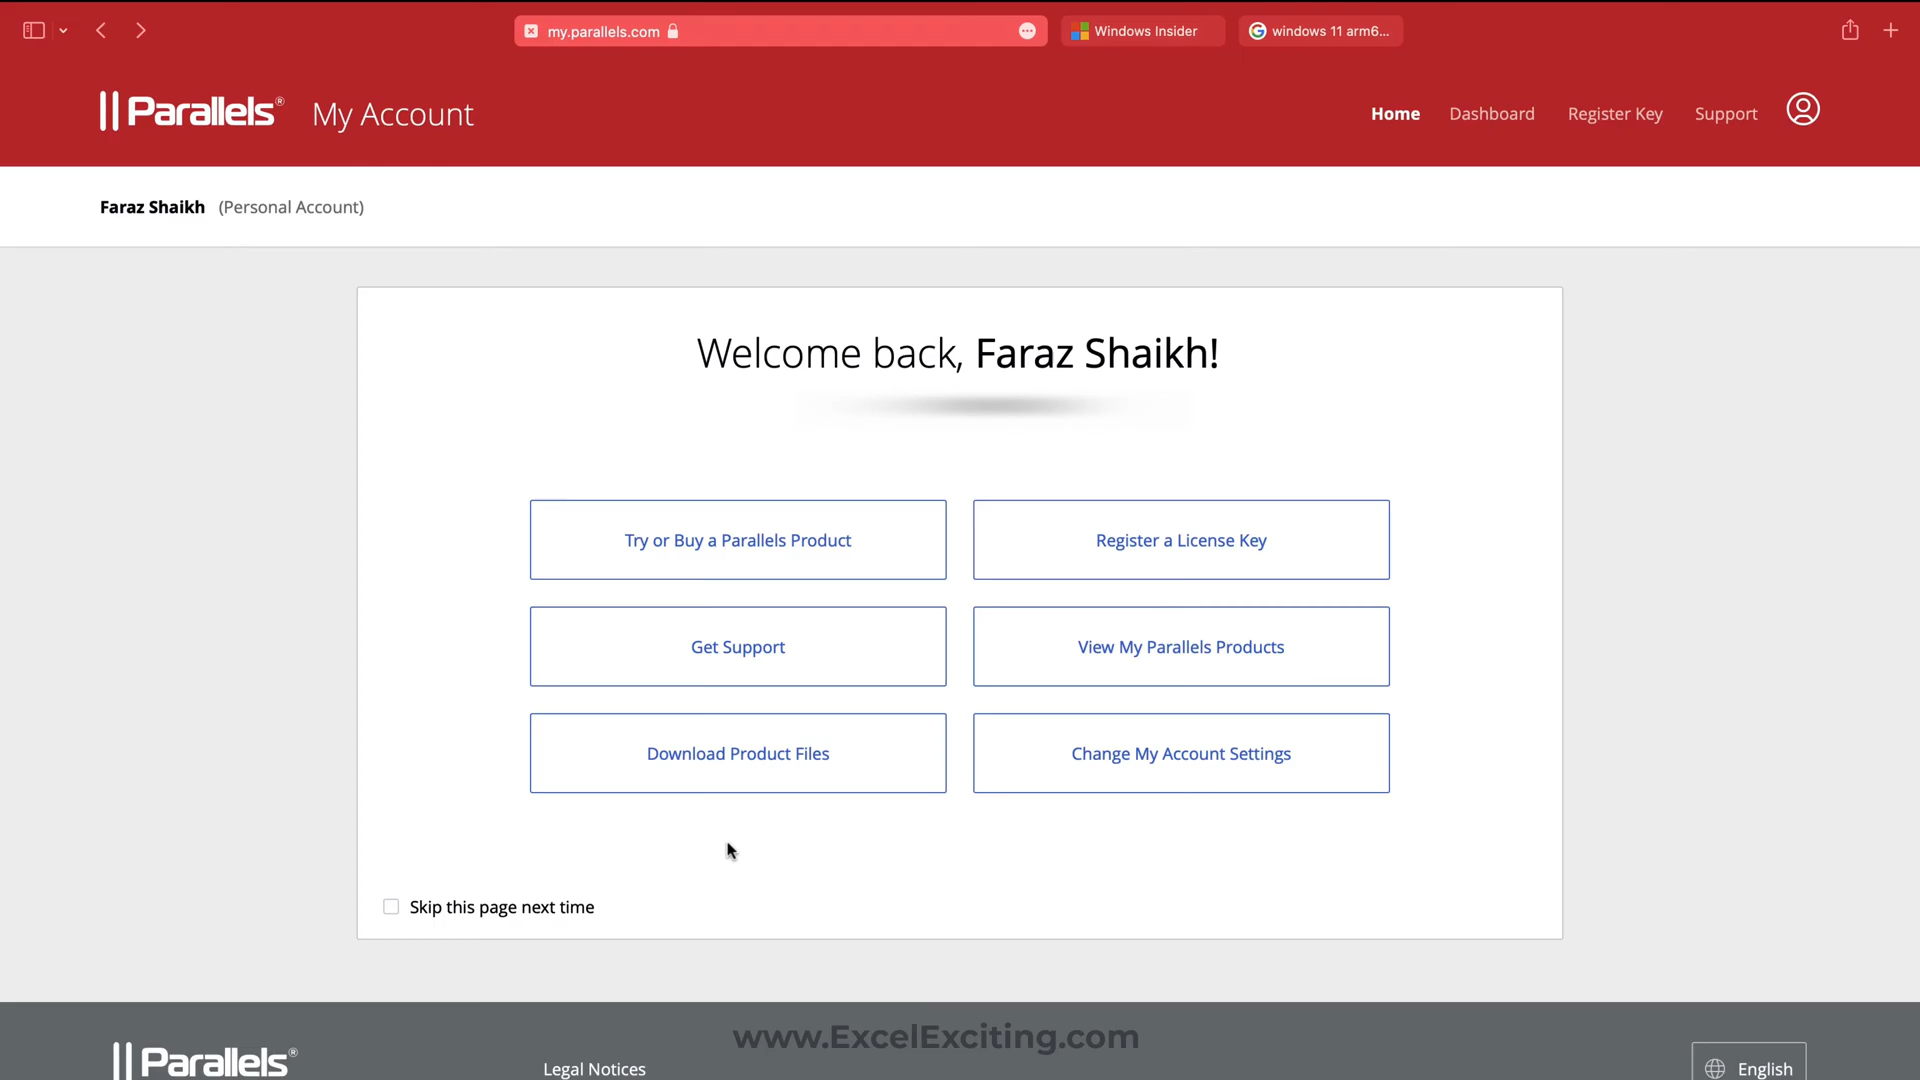 my.parallels.com
Windows Insider
windows 11 arm6...
Parallels® My Account
Home Dashboard Register Key Support
Faraz Shaikh (Personal Account)
Welcome back, Faraz Shaikh!
Try or Buy a Parallels Product
Register a License Key
Get Support
View My Parallels Products
Download Product Files
Change My Account Settings
Skip this page next time
www.ExcelExciting.com
Parallels®
Legal Notices
English